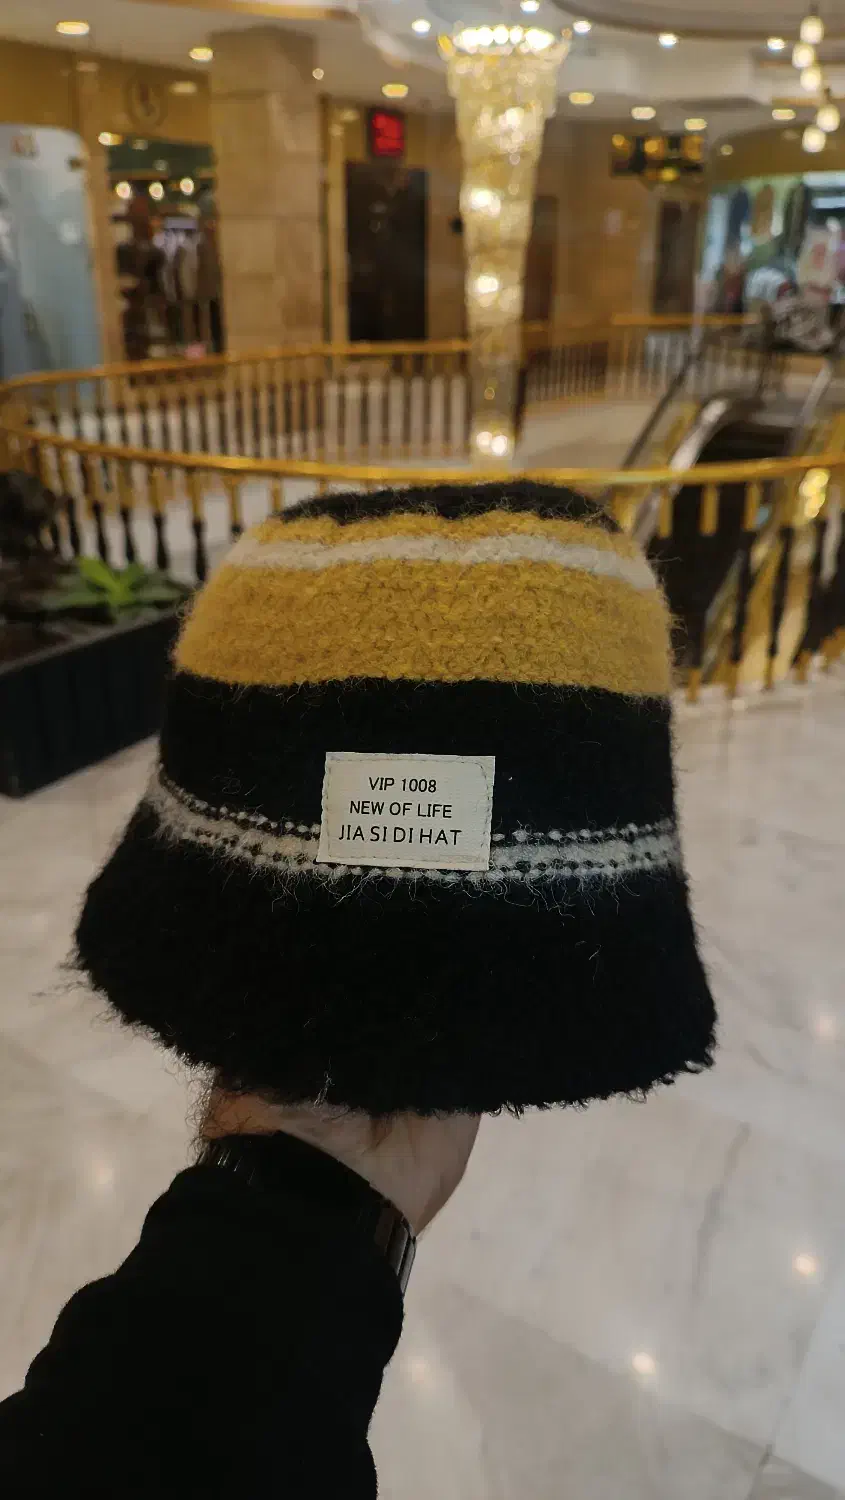 VIP 1008
NEW OF LIFE
JIA SI DI HAT